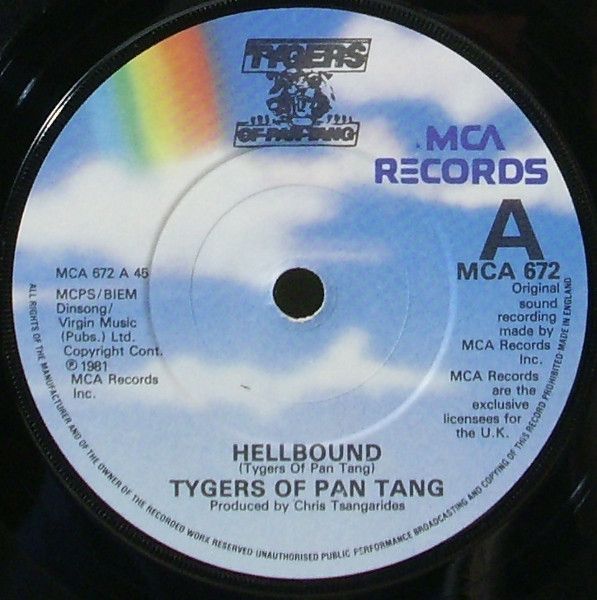 TYGERS
OF PAN TANG
MCA
RECORDS
A
MCA 672
MCA 672 A 45
MCPS/BIEM
Dinsong/
Virgin Music
(Pubs.) Ltd.
Copyright Cont.
℗ 1981
MCA Records
Inc.
Original
sound
recording
made by
MCA Records
Inc.
MCA Records
are the
exclusive
licensees for
the U.K.
HELLBOUND
(Tygers Of Pan Tang)
TYGERS OF PAN TANG
Produced by Chris Tsangarides
ALL RIGHTS OF THE MANUFACTURER AND OF THE OWNER OF THE RECORDED WORK RESERVED UNAUTHORISED PUBLIC PERFORMANCE BROADCASTING AND COPYING OF THIS RECORD PROHIBITED MADE IN ENGLAND